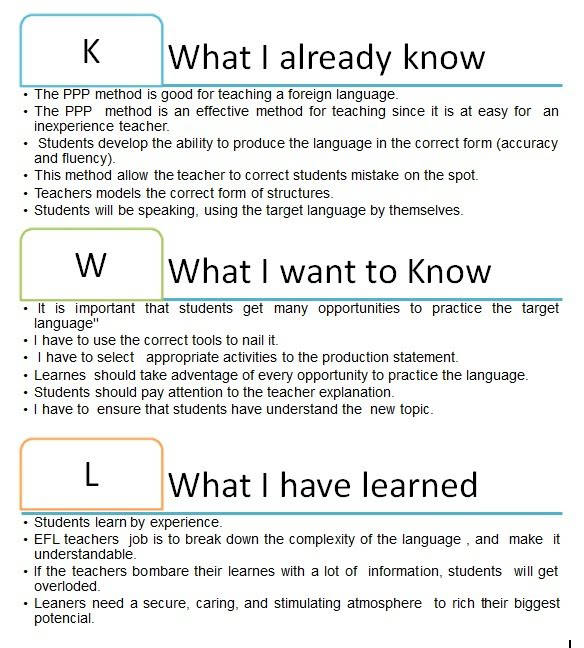 K
What I already know
• The PPP method is good for teaching a foreign language.
• The PPP method is an effective method for teaching since it is at easy for an
inexperience teacher.
• Students develop the ability to produce the language in the correct form (accuracy
and fluency).
• This method allow the teacher to correct students mistake on the spot.
• Teachers models the correct form of structures.
• Students will be speaking, using the target language by themselves.
W
What I want to Know
• It is important that students get many opportunities to practice the target
language"
• I have to use the correct tools to nail it.
• I have to select appropriate activities to the production statement.
• Learnes should take advantage of every opportunity to practice the language.
• Students should pay attention to the teacher explanation.
• I have to ensure that students have understand the new topic.
L
What I have learned
• Students learn by experience.
• EFL teachers job is to break down the complexity of the language , and make it
understandable.
• If the teachers bombare their learnes with a lot of information, students will get
overloded.
• Leaners need a secure, caring, and stimulating atmosphere to rich their biggest
potencial.